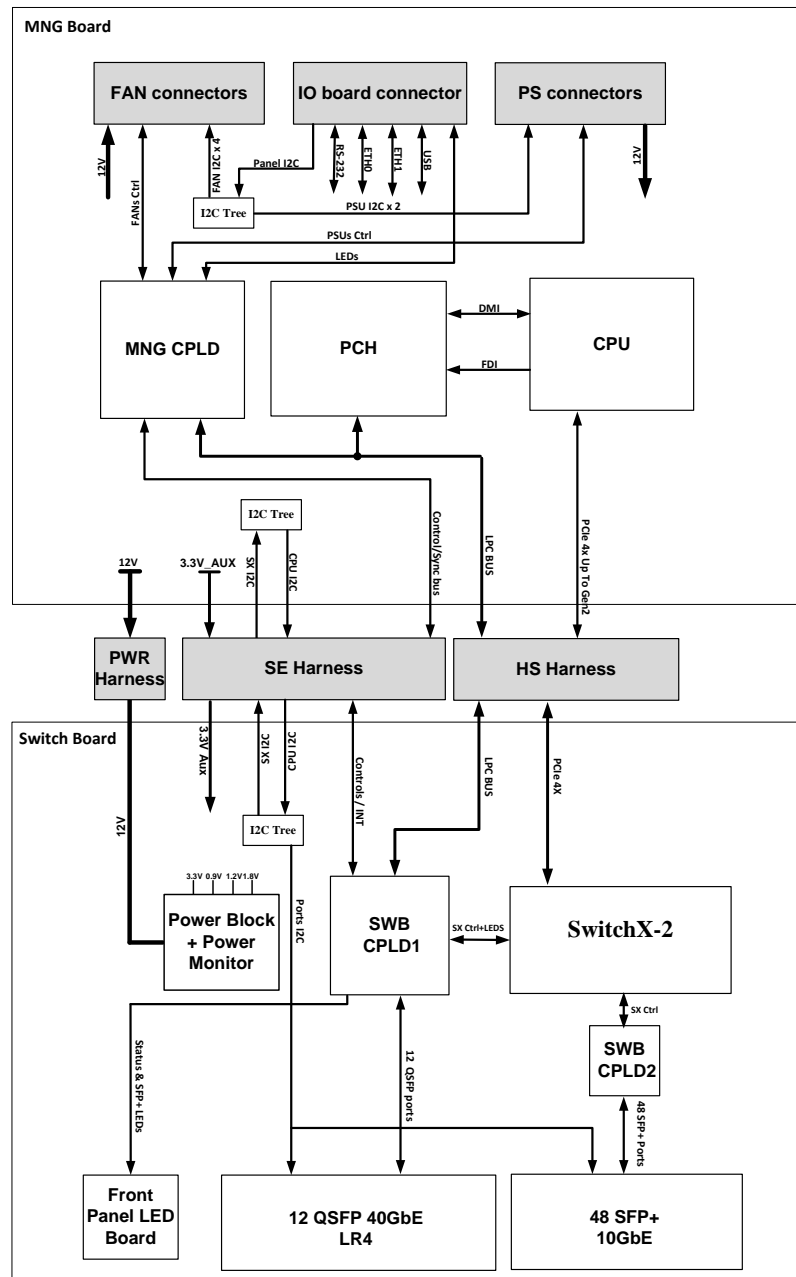 MNG Board
FAN connectors
IO board connector
PS connectors
12V
FANs Ctrl
FAN I2C x 4
Panel I2C
RS-232
ETH0
ETH1
USB
12V
I2C Tree
PSU I2C x 2
PSUs Ctrl
LEDs
MNG CPLD
PCH
CPU
DMI
FDI
I2C Tree
SX I2C
CPU I2C
Control/Sync bus
LPC BUS
PCIe 4x Up To Gen2
12V
3.3V_AUX
PWR
Harness
SE Harness
HS Harness
Switch Board
3.3V Aux
SX I2C
CPU I2C
Controls / INT
LPC BUS
PCIe 4X
12V
I2C Tree
3.3V 0.9V 1.2V 1.8V
Power Block
+ Power
Monitor
Ports I2C
SWB
CPLD1
SX Ctrl+LEDS
SwitchX-2
SX Ctrl
SWB
CPLD2
Status & SFP+ LEDs
12 QSFP ports
48 SFP+ Ports
Front
Panel LED
Board
12 QSFP 40GbE
LR4
48 SFP+
10GbE